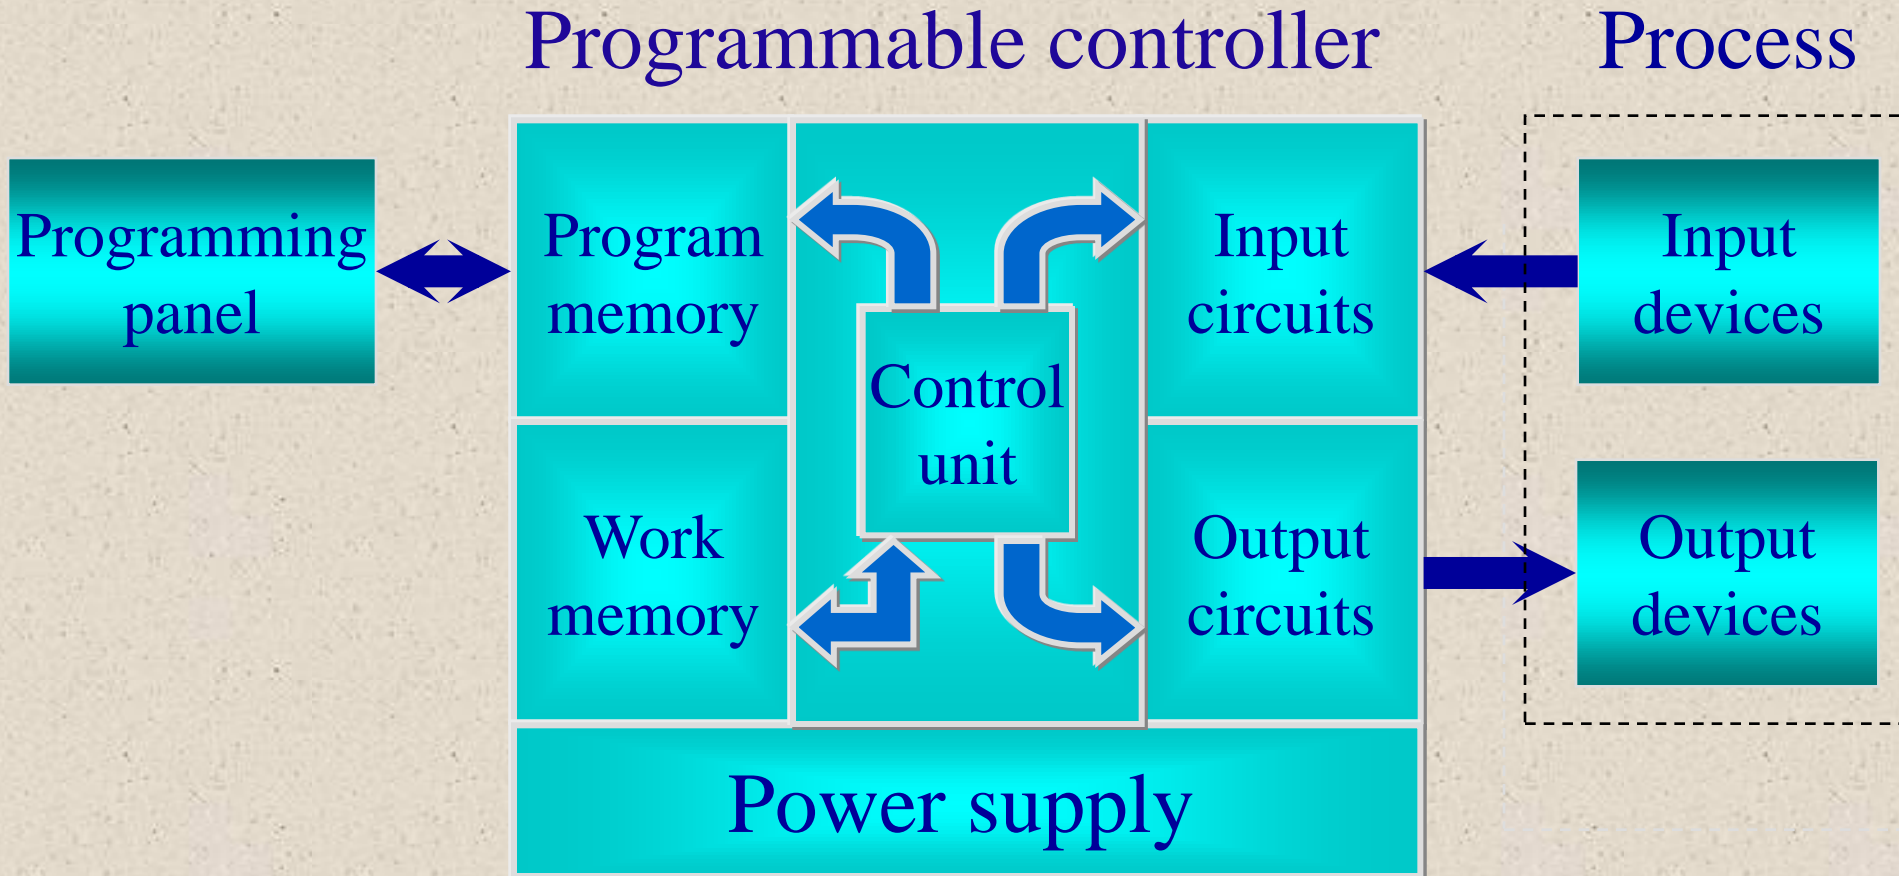 Programmable controller
Process
Programming
panel
Program
memory
Input
circuits
Input
devices
Control
unit
Work
memory
Output
circuits
Output
devices
Power supply